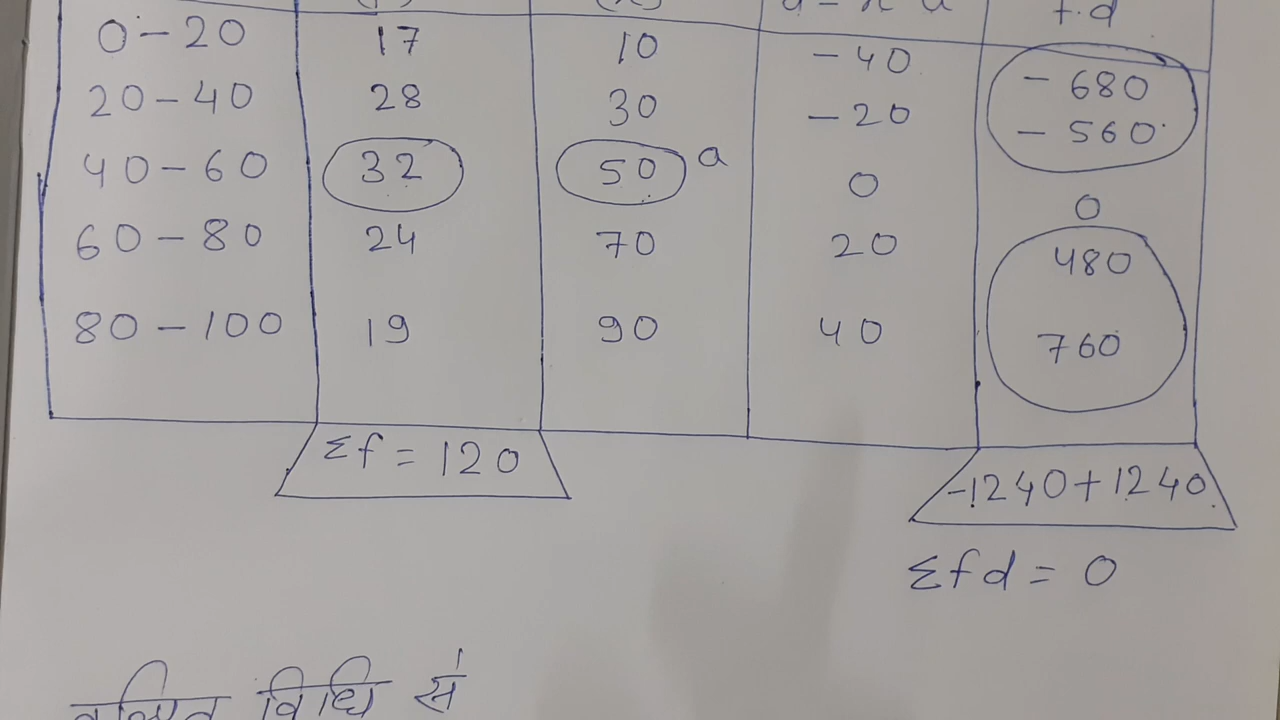 f.d
0-20 17 10 -40 -680
20-40 28 30 -20 -560
40-60 32 50 a 0 0
60-80 24 70 20 480
80-100 19 90 40 760
Σf = 120
-1240+1240
Σfd = 0
विधि से